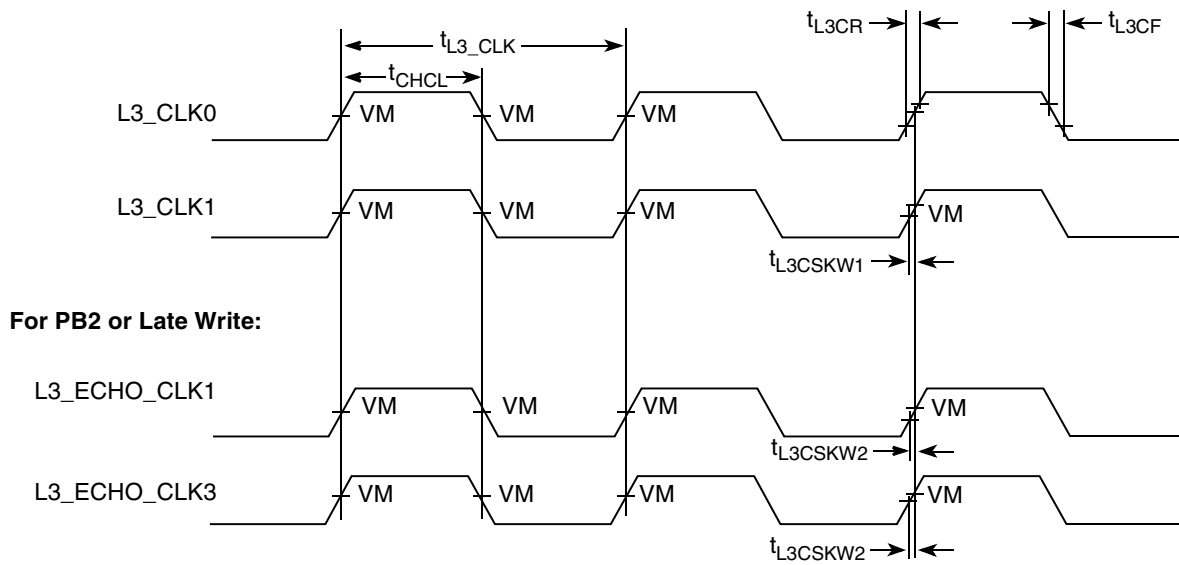 tL3_CLK
tL3CR
tL3CF
tCHCL
L3_CLK0
VM VM VM
L3_CLK1
VM VM VM VM
tL3CSKW1
For PB2 or Late Write:
L3_ECHO_CLK1
VM VM VM VM
tL3CSKW2
L3_ECHO_CLK3
VM VM VM VM
tL3CSKW2